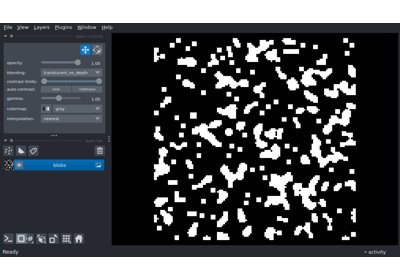 File View Layers Plugins Window Help
opacity: 1.00
blending: translucent_no_depth
contrast limits:
auto-contrast: once continuous
gamma: 1.00
colormap: gray
interpolation: nearest
blobs
Ready activity